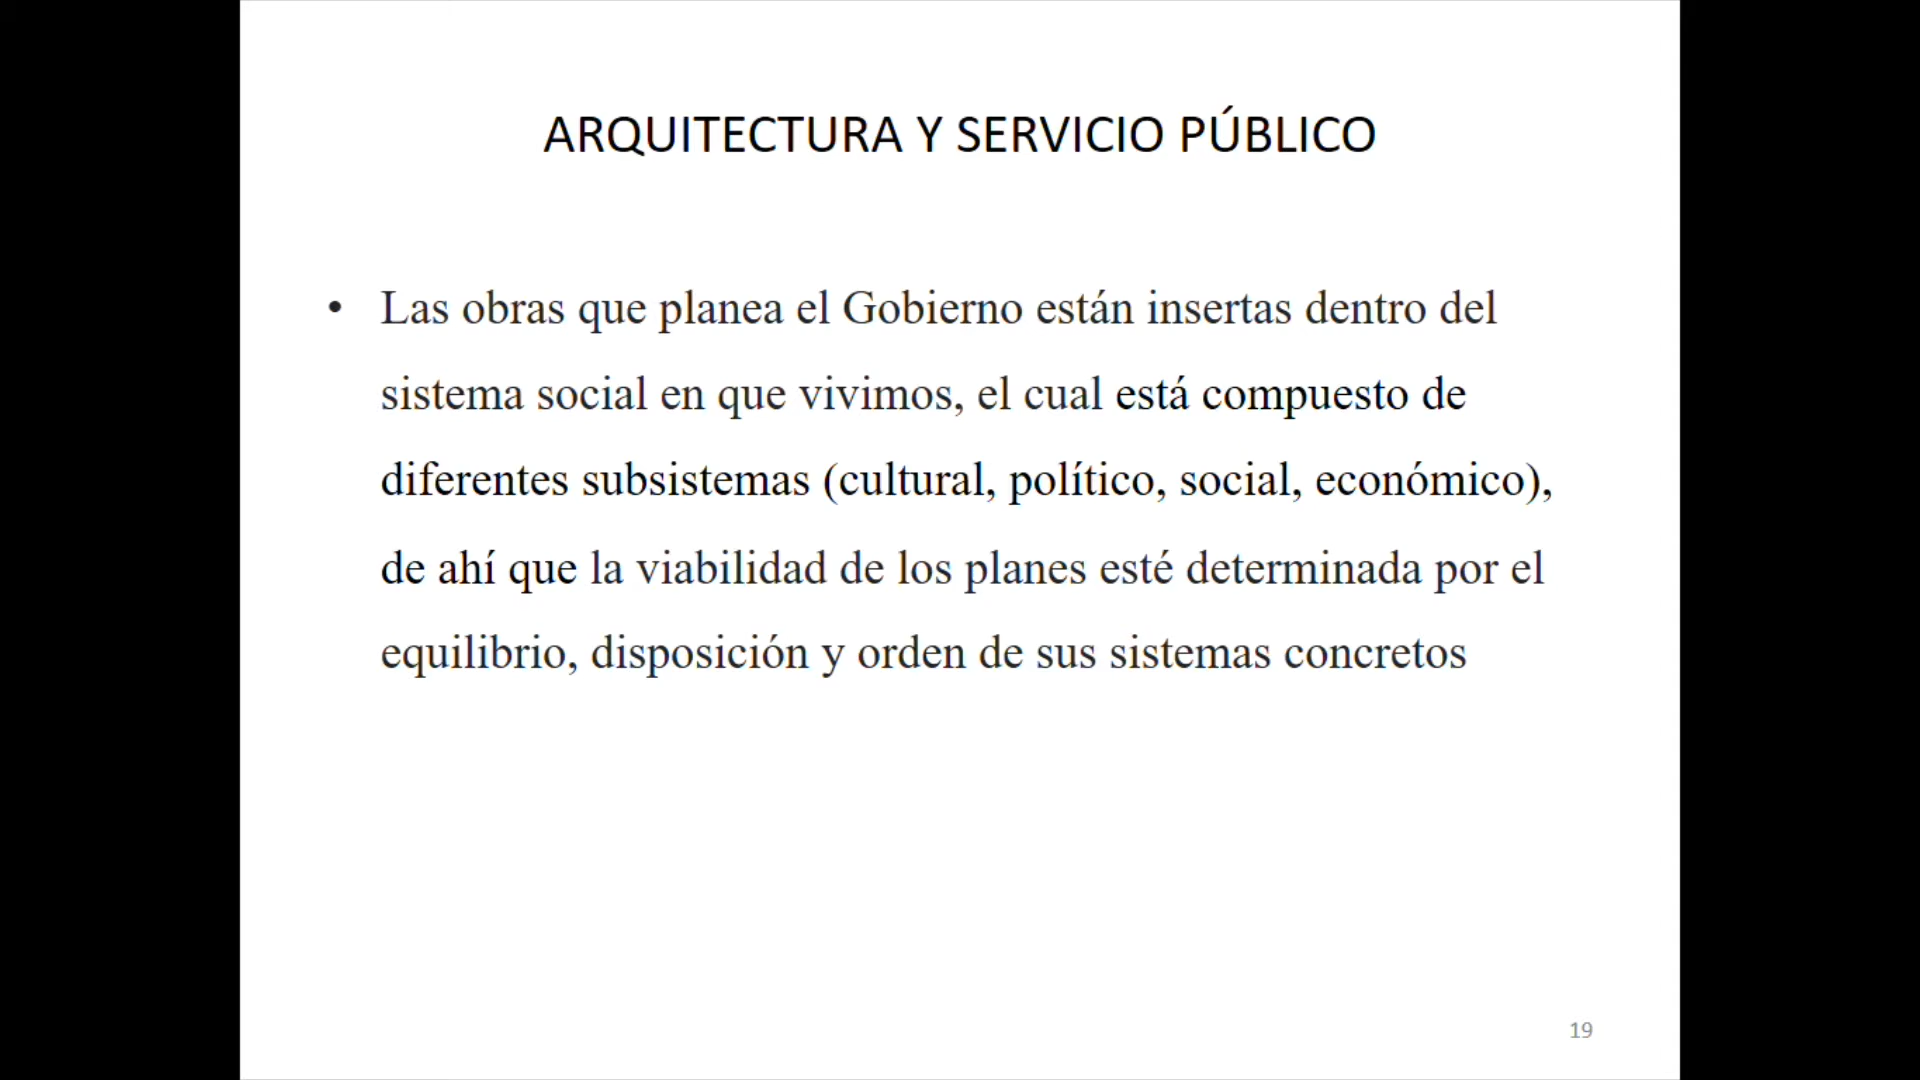 ARQUITECTURA Y SERVICIO PÚBLICO
• Las obras que planea el Gobierno están insertas dentro del
sistema social en que vivimos, el cual está compuesto de
diferentes subsistemas (cultural, político, social, económico),
de ahí que la viabilidad de los planes esté determinada por el
equilibrio, disposición y orden de sus sistemas concretos
19